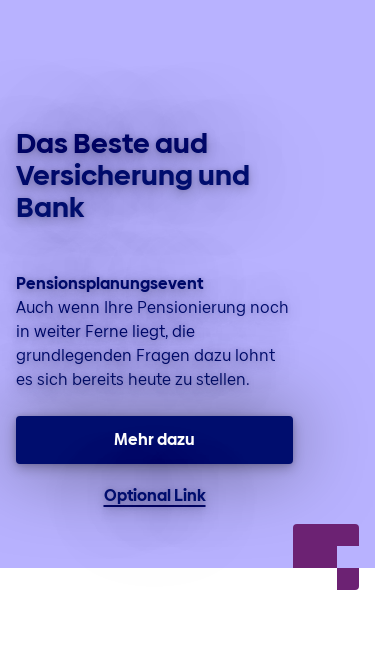 Das Beste aud
Versicherung und
Bank
Pensionsplanungsevent
Auch wenn Ihre Pensionierung noch
in weiter Ferne liegt, die
grundlegenden Fragen dazu lohnt
es sich bereits heute zu stellen.
Mehr dazu
Optional Link